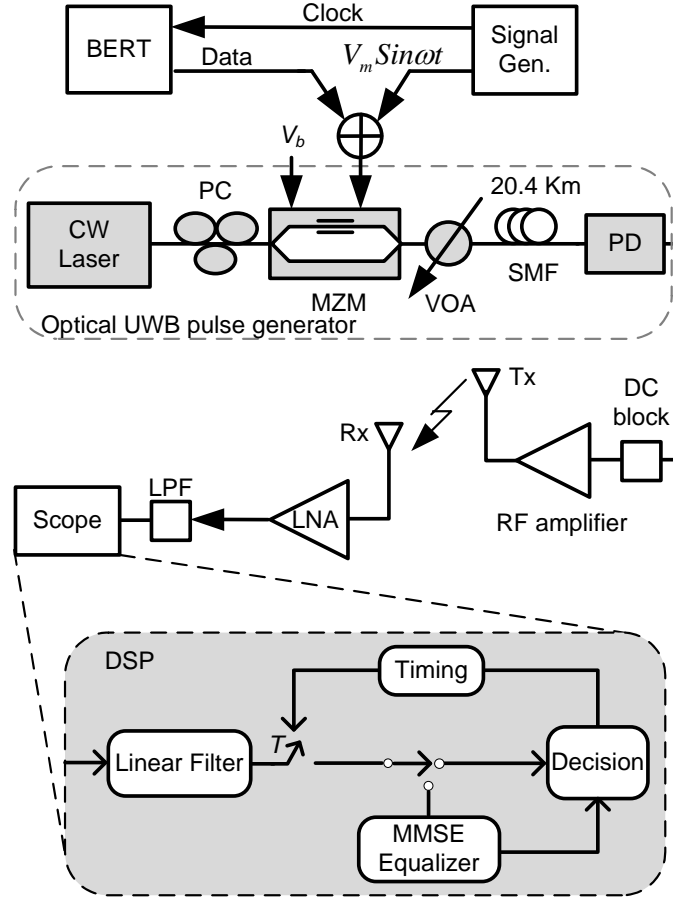 Clock
BERT
Signal
Gen.
Data
V_m Sinωt
V_b
PC
20.4 Km
CW
Laser
PD
SMF
MZM
VOA
Optical UWB pulse generator
Tx
DC
block
Rx
LPF
Scope
LNA
RF amplifier
DSP
Timing
T
Linear Filter
Decision
MMSE
Equalizer